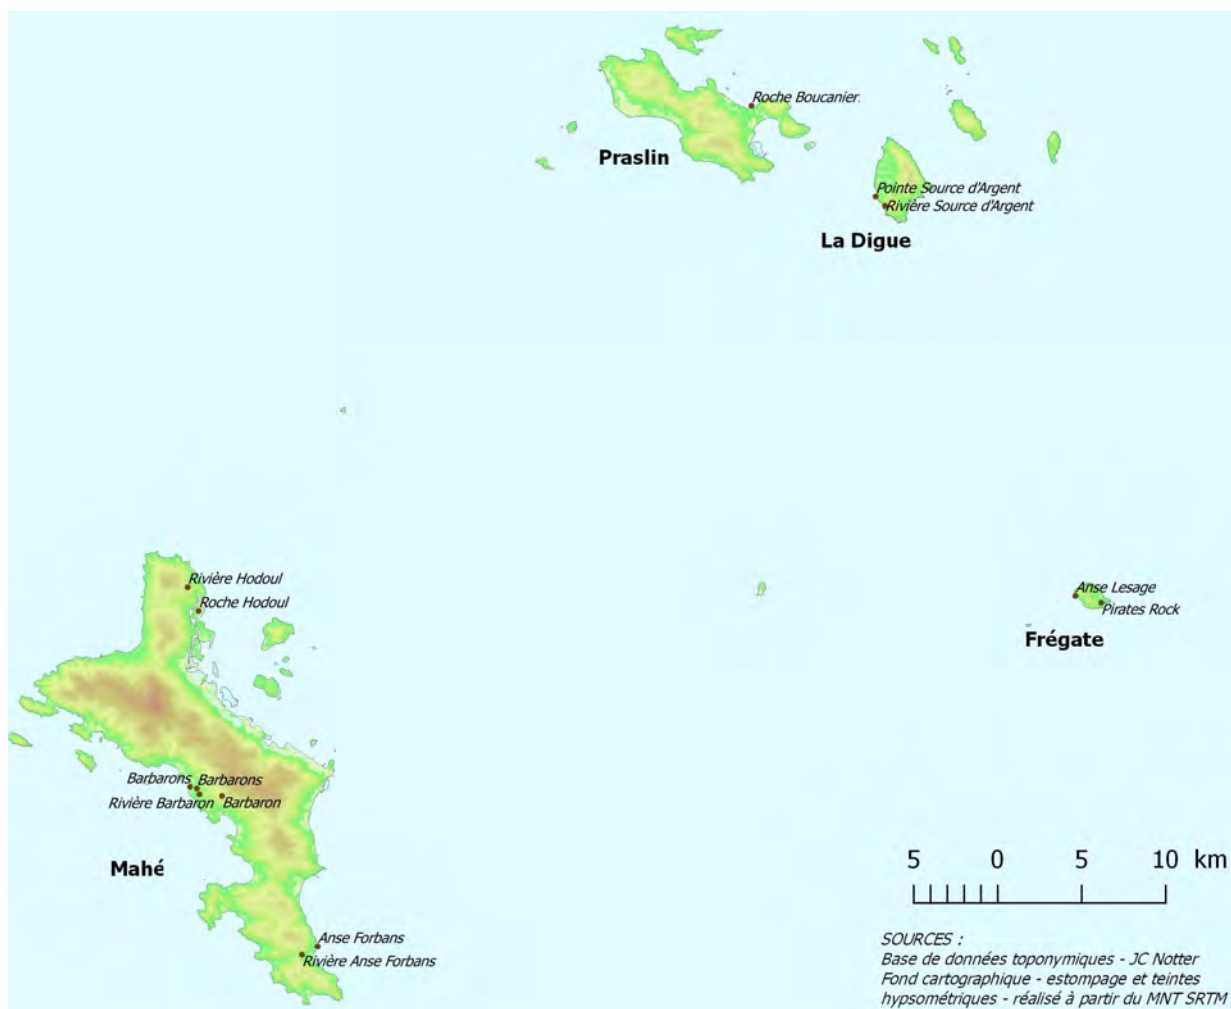 Roche Boucanier
Praslin
Pointe Source d'Argent
Rivière Source d'Argent
La Digue
Rivière Hodoul
Roche Hodoul
Anse Lesage
Pirates Rock
Frégate
Barbarons
Barbarons
Rivière Barbaron
Barbaron
Mahé
5 0 5 10 km
Anse Forbans
Rivière Anse Forbans
SOURCES :
Base de données toponymiques - JC Notter
Fond cartographique - estompage et teintes
hypsométriques - réalisé à partir du MNT SRTM